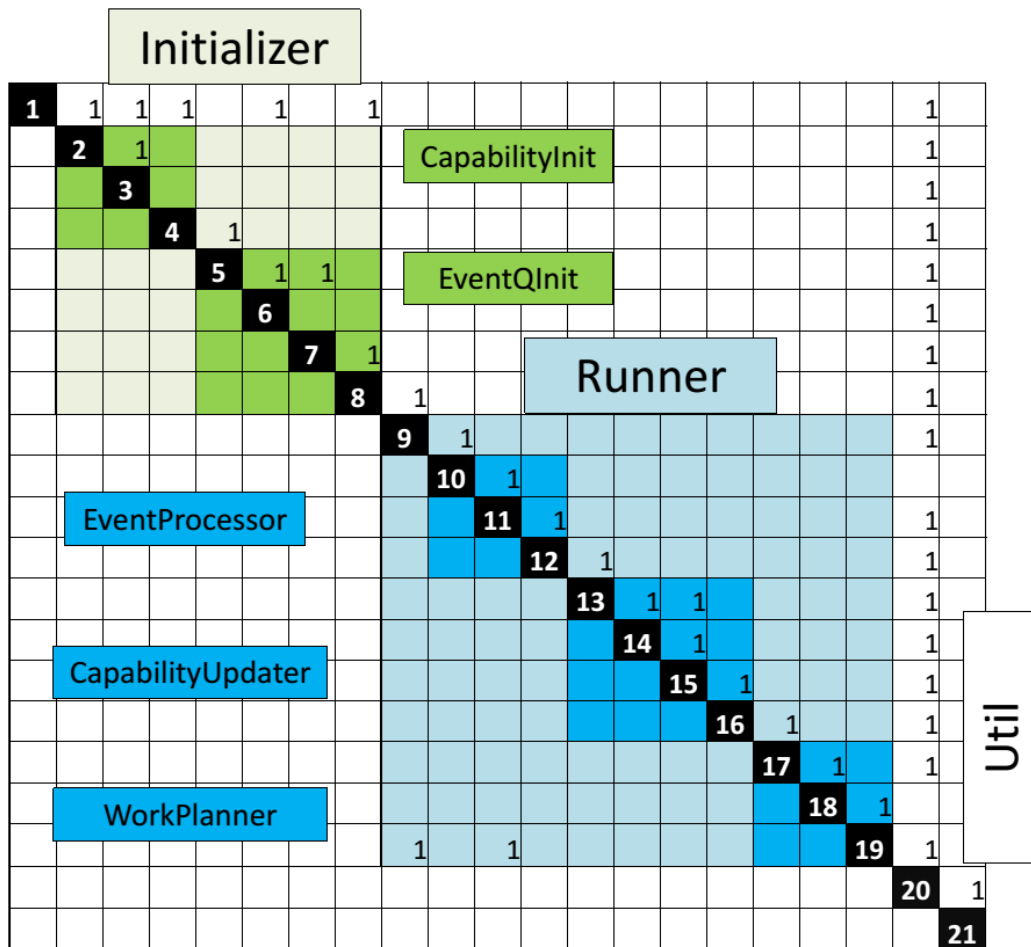 Initializer
1 1 1 1 1 1 1
2 1 CapabilityInit 1
3 1
4 1 1
5 1 1 EventQInit 1
6 1
7 1 1
Runner
8 1 1
9 1 1
10 1
EventProcessor 11 1 1
12 1 1
13 1 1 1
14 1 1
CapabilityUpdater 15 1 1
16 1 1
Util
17 1 1
WorkPlanner 18 1
1 1 19 1
20 1
21